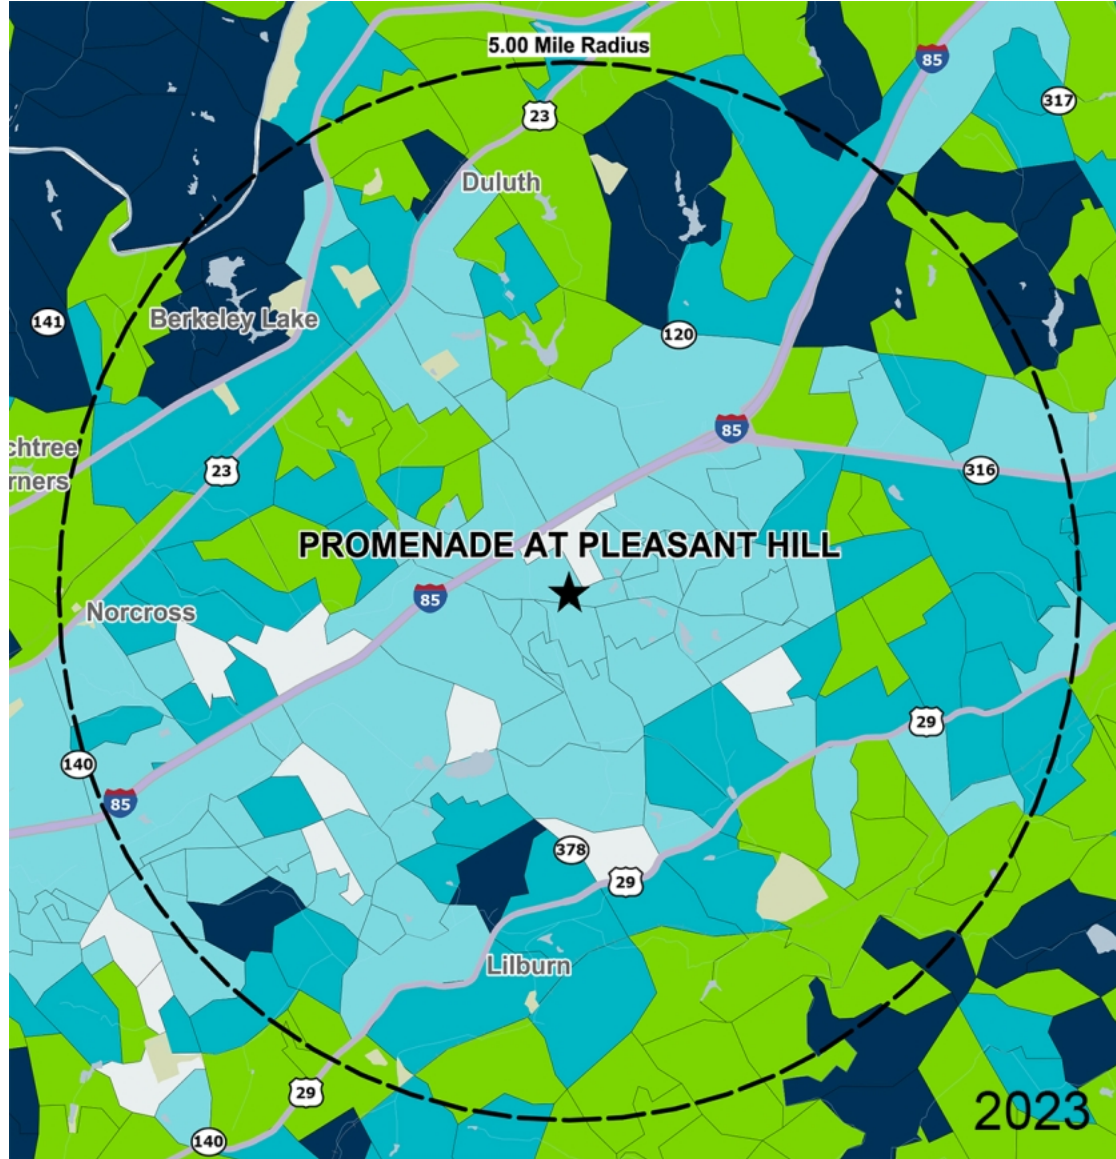 5.00 Mile Radius
85
317
23
Duluth
141
Berkeley Lake
120
85
chtree
rners
23
316
PROMENADE AT PLEASANT HILL
85
Norcross
29
140
85
378
29
Lilburn
29
2023
140